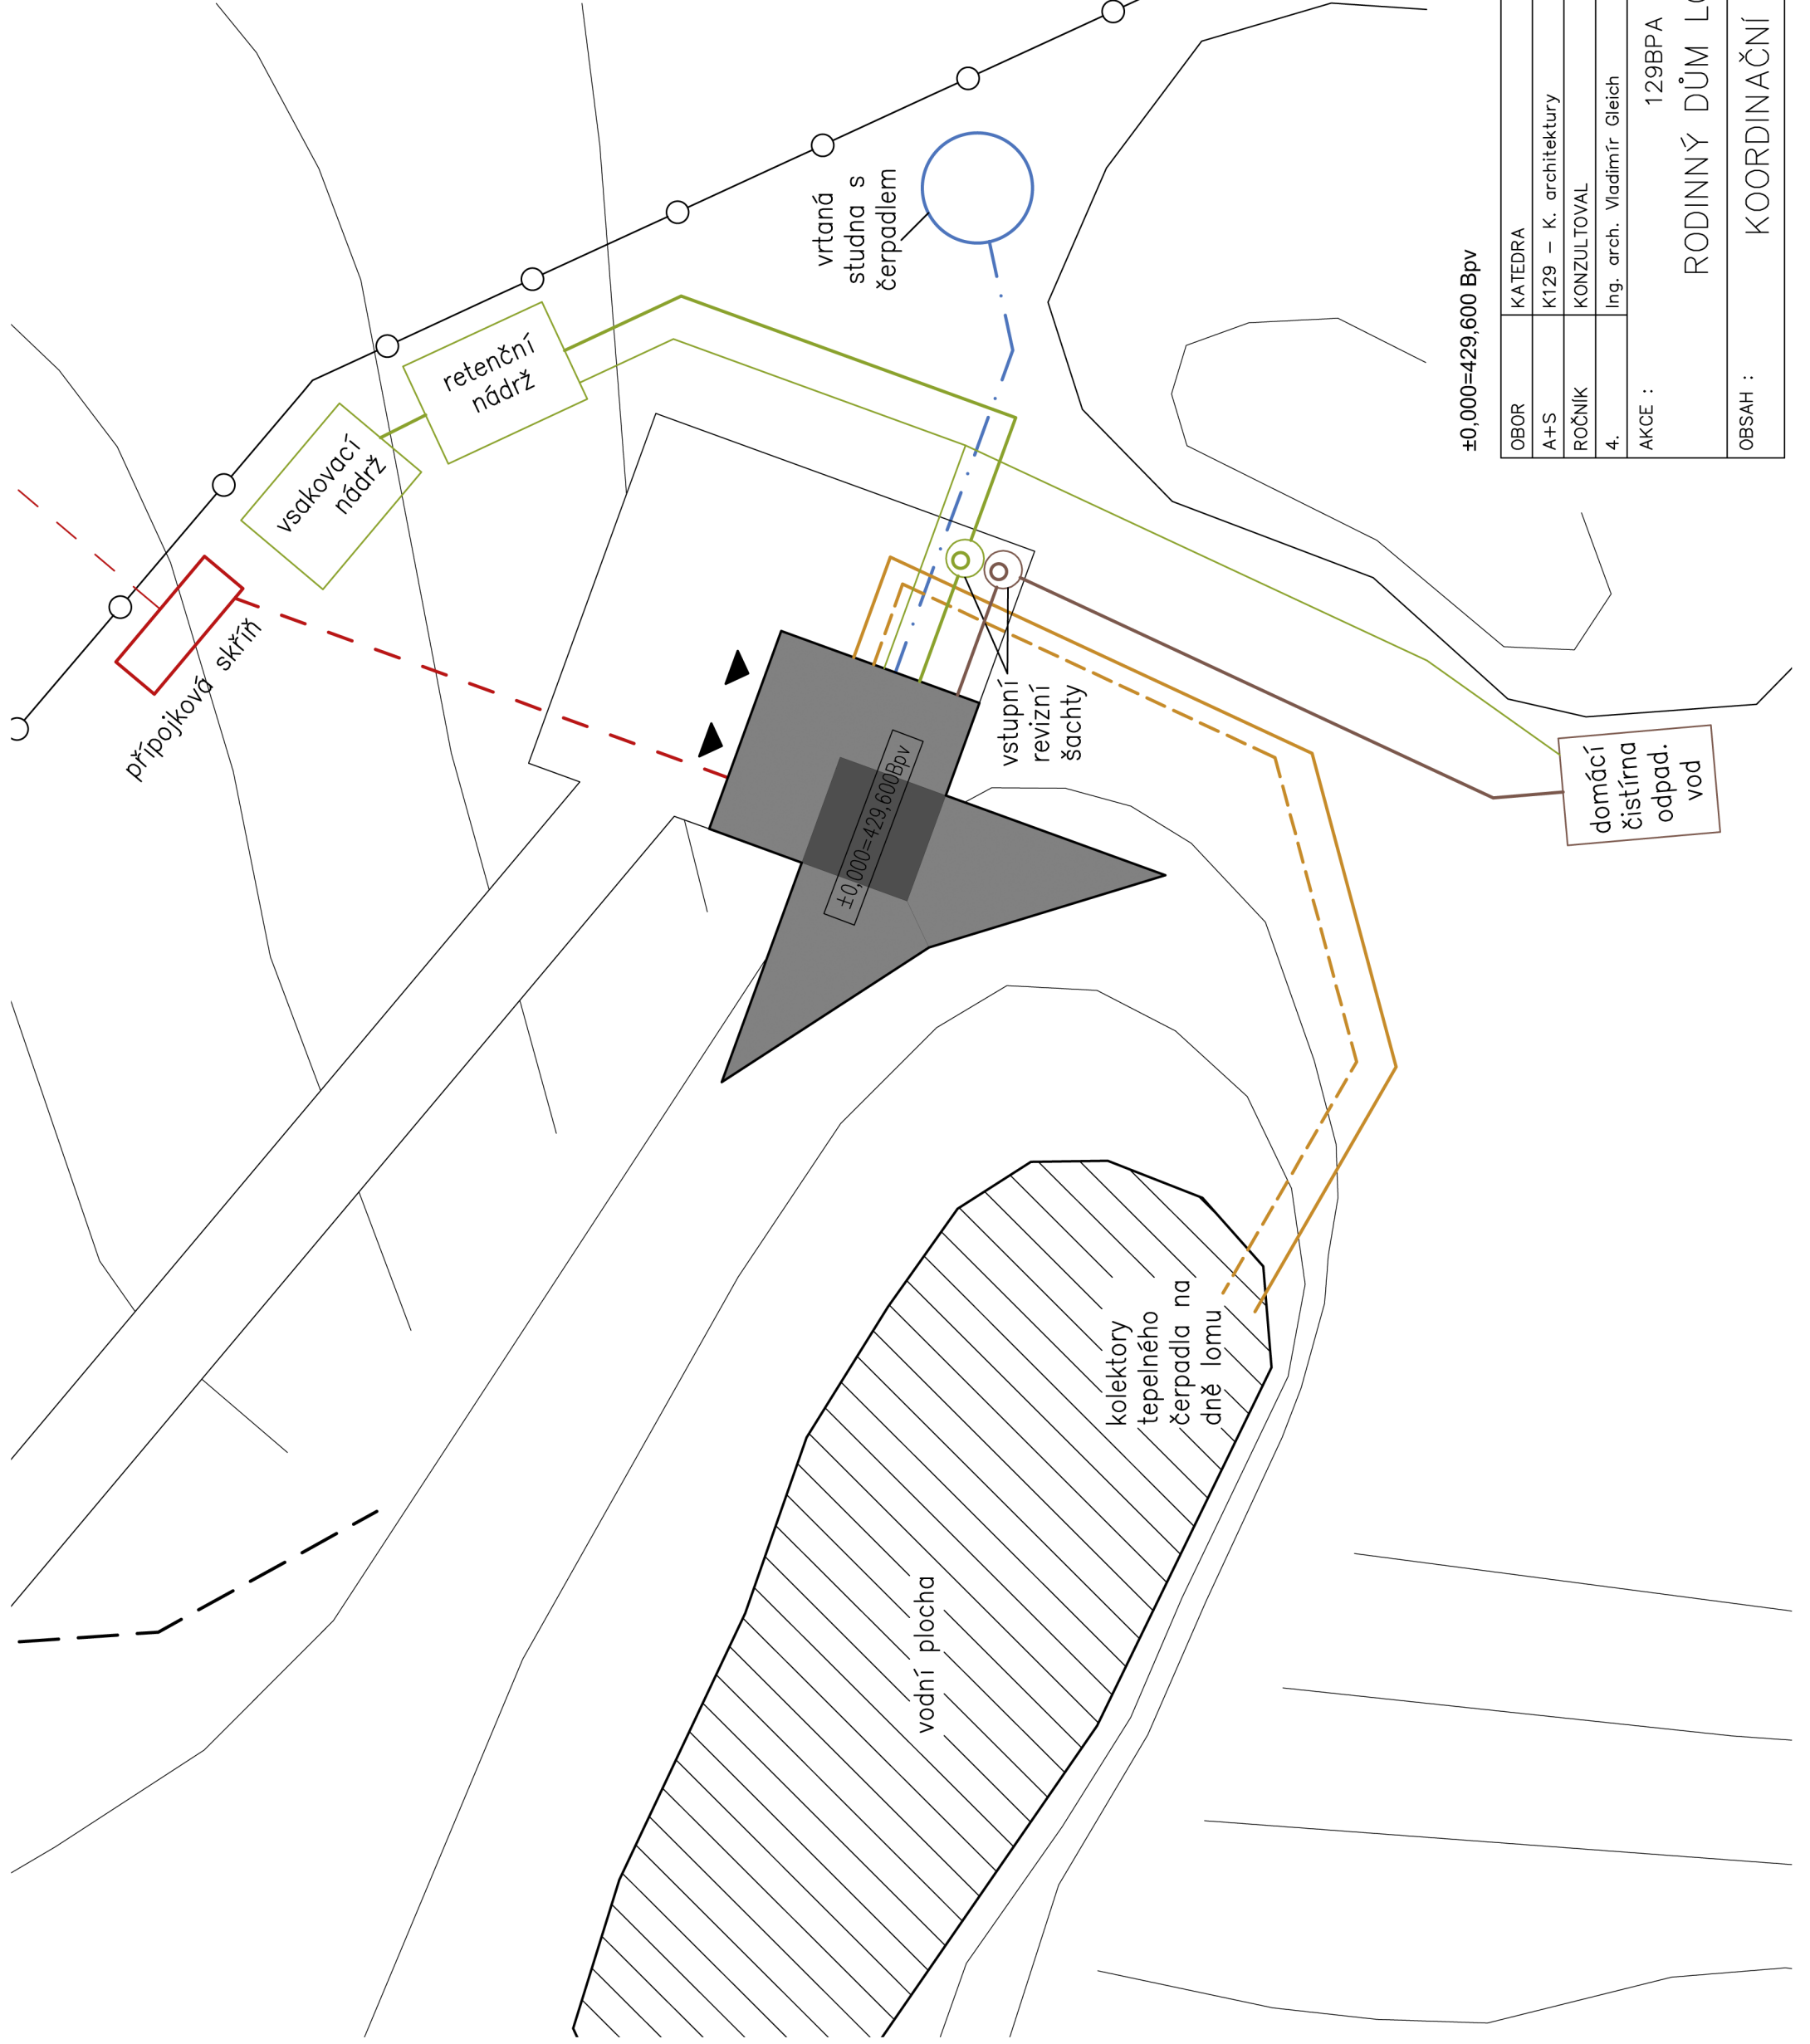 přípojková skříň
vsakovací
nádrž
retenční
nádrž
vrtaná
studna s
čerpadlem
vstupní
revizní
šachty
±0,000=429,600Bpv
domácí
čistírna
odpad.
vod
kolektory
tepelného
čerpadla na
dně lomu
vodní plocha
±0,000=429,600 Bpv
OBOR KATEDRA
A+S K129 – K. architektury
ROČNÍK KONZULTOVAL
4. Ing. arch. Vladimír Gleich
AKCE : 129BPA
RODINNÝ DŮM
OBSAH : KOORDINAČNÍ